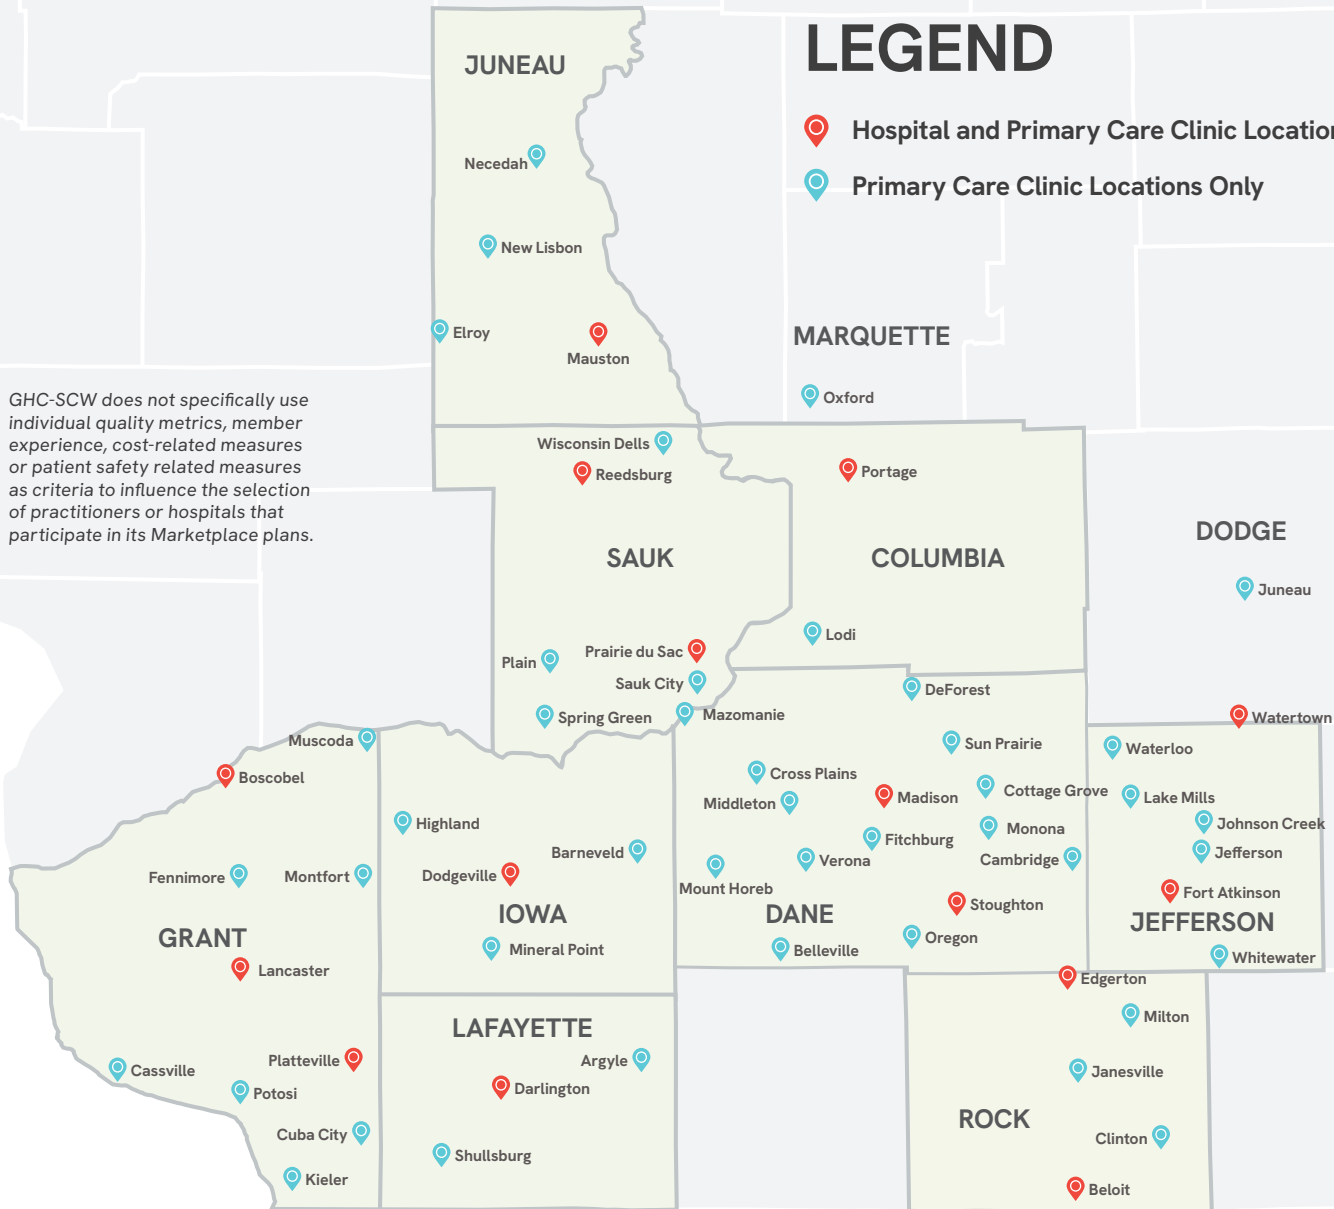 LEGEND
Hospital and Primary Care Clinic Locatio
Primary Care Clinic Locations Only
JUNEAU
Necedah
New Lisbon
Elroy
Mauston
MARQUETTE
Oxford
GHC-SCW does not specifically use
individual quality metrics, member
experience, cost-related measures
or patient safety related measures
as criteria to influence the selection
of practitioners or hospitals that
participate in its Marketplace plans.
Wisconsin Dells
Reedsburg
SAUK
Plain
Prairie du Sac
Sauk City
Spring Green
Portage
COLUMBIA
Lodi
DODGE
Juneau
Watertown
Muscoda
Boscobel
Fennimore
Montfort
GRANT
Lancaster
Platteville
Cassville
Potosi
Cuba City
Kieler
Highland
Barneveld
Dodgeville
IOWA
Mineral Point
LAFAYETTE
Argyle
Darlington
Shullsburg
Mazomanie
DeForest
Sun Prairie
Cross Plains
Middleton
Madison
Cottage Grove
Fitchburg
Monona
Verona
Cambridge
Mount Horeb
DANE
Stoughton
Oregon
Belleville
Waterloo
Lake Mills
Johnson Creek
Jefferson
Fort Atkinson
JEFFERSON
Whitewater
Edgerton
Milton
Janesville
ROCK
Clinton
Beloit